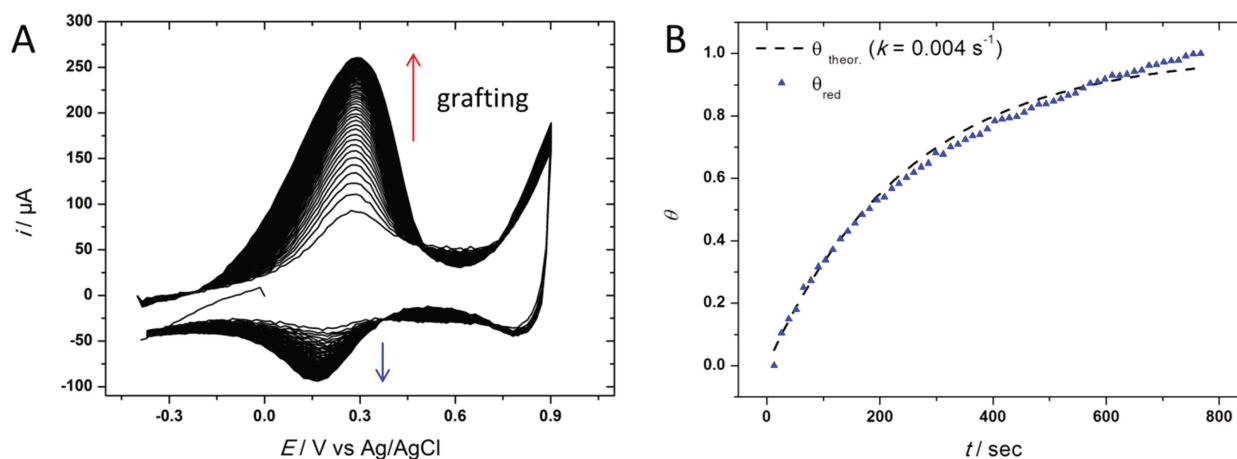 A
300
250
200
150
100
50
0
-50
-100
i / µA
grafting
-0.3
0.0
0.3
0.6
0.9
E / V vs Ag/AgCl
B
θ theor. (k = 0.004 s⁻¹)
θ red
1.0
0.8
0.6
0.4
0.2
0.0
θ
0
200
400
600
800
t / sec